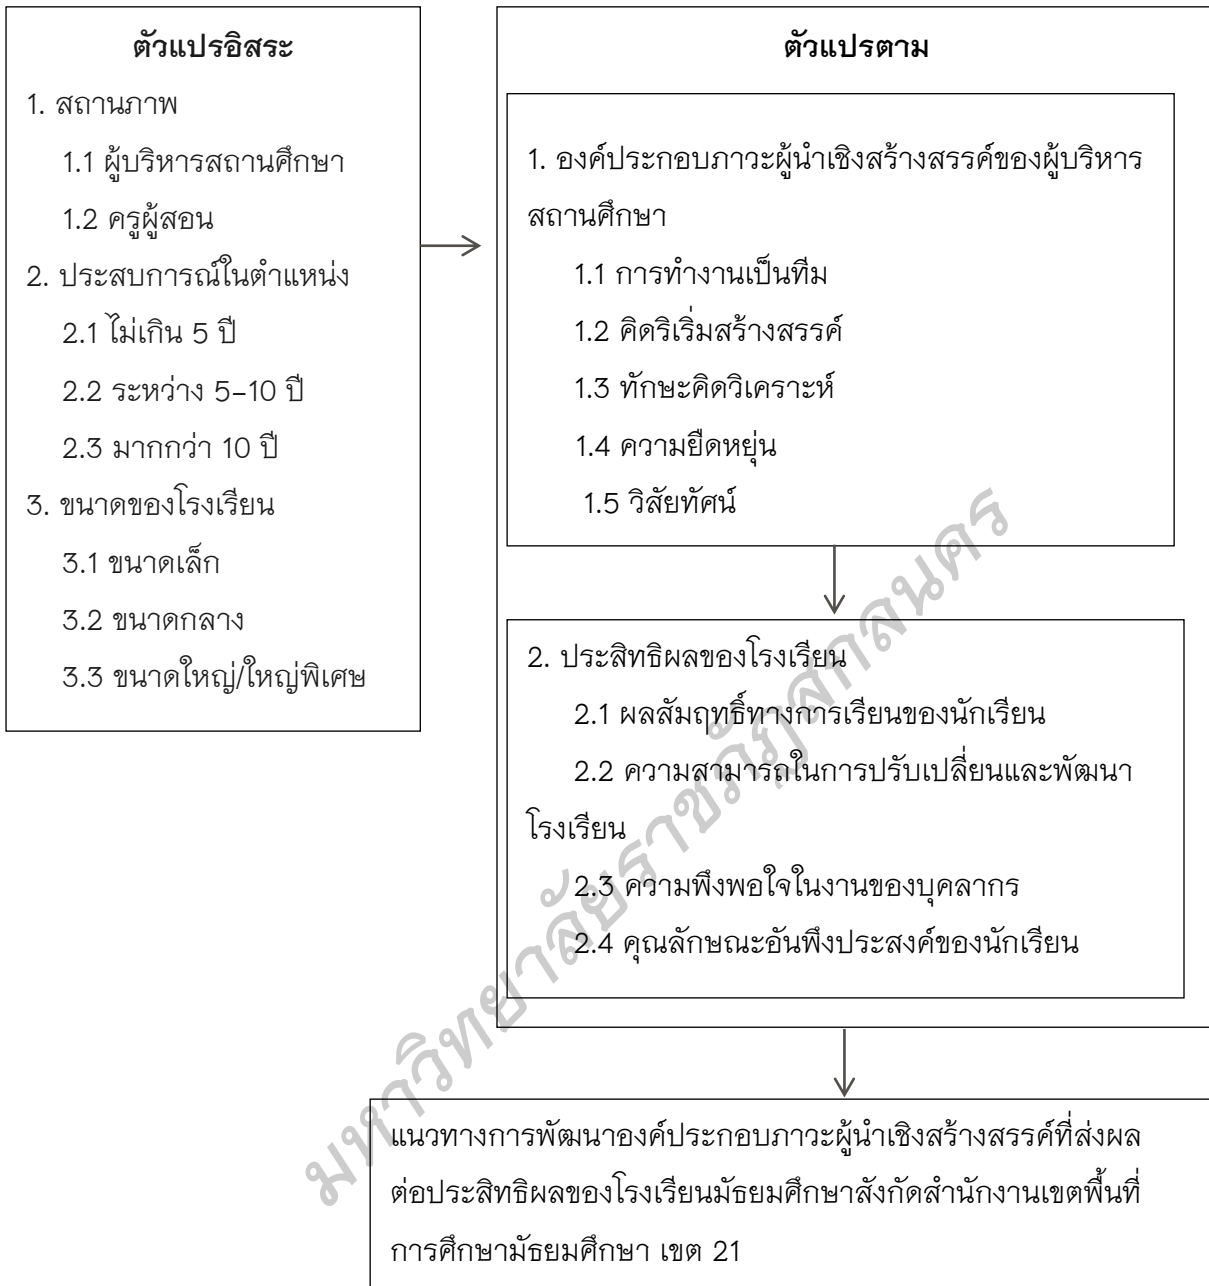 ตัวแปรอิสระ
1. สถานภาพ
1.1 ผู้บริหารสถานศึกษา
1.2 ครูผู้สอน
2. ประสบการณ์ในตำแหน่ง
2.1 ไม่เกิน 5 ปี
2.2 ระหว่าง 5–10 ปี
2.3 มากกว่า 10 ปี
3. ขนาดของโรงเรียน
3.1 ขนาดเล็ก
3.2 ขนาดกลาง
3.3 ขนาดใหญ่/ใหญ่พิเศษ
ตัวแปรตาม
1. องค์ประกอบภาวะผู้นำเชิงสร้างสรรค์ของผู้บริหาร
สถานศึกษา
1.1 การทำงานเป็นทีม
1.2 คิดริเริ่มสร้างสรรค์
1.3 ทักษะคิดวิเคราะห์
1.4 ความยืดหยุ่น
1.5 วิสัยทัศน์
2. ประสิทธิผลของโรงเรียน
2.1 ผลสัมฤทธิ์ทางการเรียนของนักเรียน
2.2 ความสามารถในการปรับเปลี่ยนและพัฒนา
โรงเรียน
2.3 ความพึงพอใจในงานของบุคลากร
2.4 คุณลักษณะอันพึงประสงค์ของนักเรียน
แนวทางการพัฒนาองค์ประกอบภาวะผู้นำเชิงสร้างสรรค์ที่ส่งผล
ต่อประสิทธิผลของโรงเรียนมัธยมศึกษาสังกัดสำนักงานเขตพื้นที่
การศึกษามัธยมศึกษา เขต 21
มหาวิทยาลัยราชภัฏสกลนคร